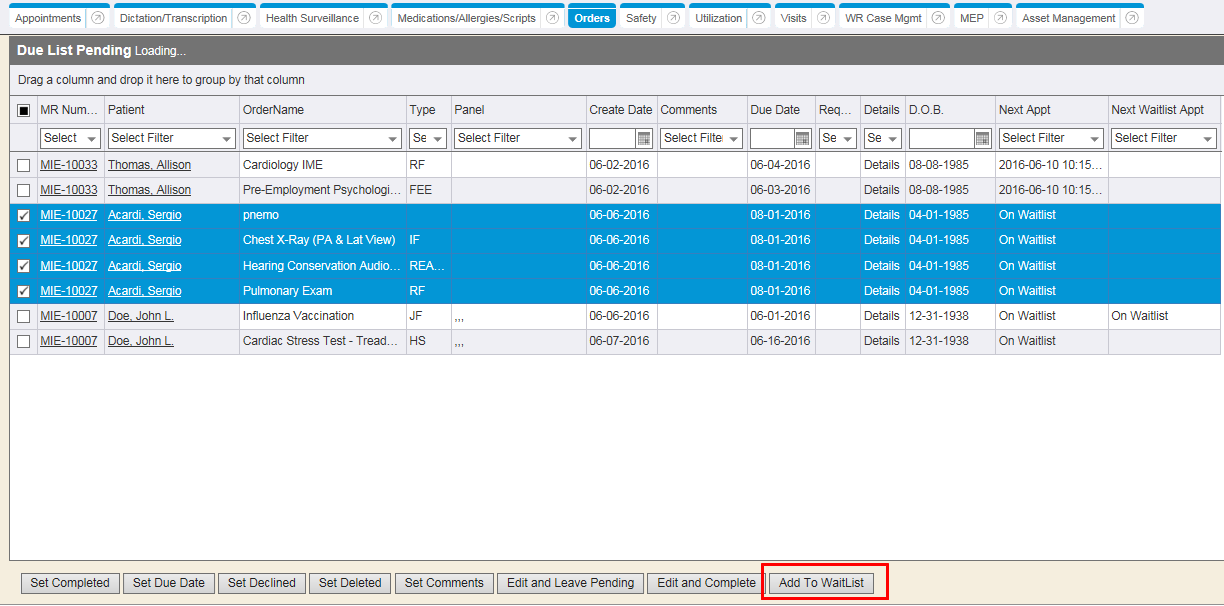 Appointments Dictation/Transcription Health Surveillance Medications/Allergies/Scripts Orders Safety Utilization Visits WR Case Mgmt MEP Asset Management
Due List Pending Loading...
Drag a column and drop it here to group by that column
MR Num... Patient OrderName Type Panel Create Date Comments Due Date Req... Details D.O.B. Next Appt Next Waitlist Appt
Select Select Filter Select Filter Se Select Filter Select Filter Se Se Select Filter Select Filter
MIE-10033 Thomas, Allison Cardiology IME RF 06-02-2016 06-04-2016 Details 08-08-1985 2016-06-10 10:15...
MIE-10033 Thomas, Allison Pre-Employment Psychologi... FEE 06-02-2016 06-03-2016 Details 08-08-1985 2016-06-10 10:15...
MIE-10027 Acardi, Sergio pnemo 06-06-2016 08-01-2016 Details 04-01-1985 On Waitlist
MIE-10027 Acardi, Sergio Chest X-Ray (PA & Lat View) IF 06-06-2016 08-01-2016 Details 04-01-1985 On Waitlist
MIE-10027 Acardi, Sergio Hearing Conservation Audio... REA... 06-06-2016 08-01-2016 Details 04-01-1985 On Waitlist
MIE-10027 Acardi, Sergio Pulmonary Exam RF 06-06-2016 08-01-2016 Details 04-01-1985 On Waitlist
MIE-10007 Doe, John L. Influenza Vaccination JF ,,, 06-06-2016 06-01-2016 Details 12-31-1938 On Waitlist On Waitlist
MIE-10007 Doe, John L. Cardiac Stress Test - Tread... HS ,,, 06-07-2016 06-16-2016 Details 12-31-1938 On Waitlist
Set Completed Set Due Date Set Declined Set Deleted Set Comments Edit and Leave Pending Edit and Complete Add To WaitList